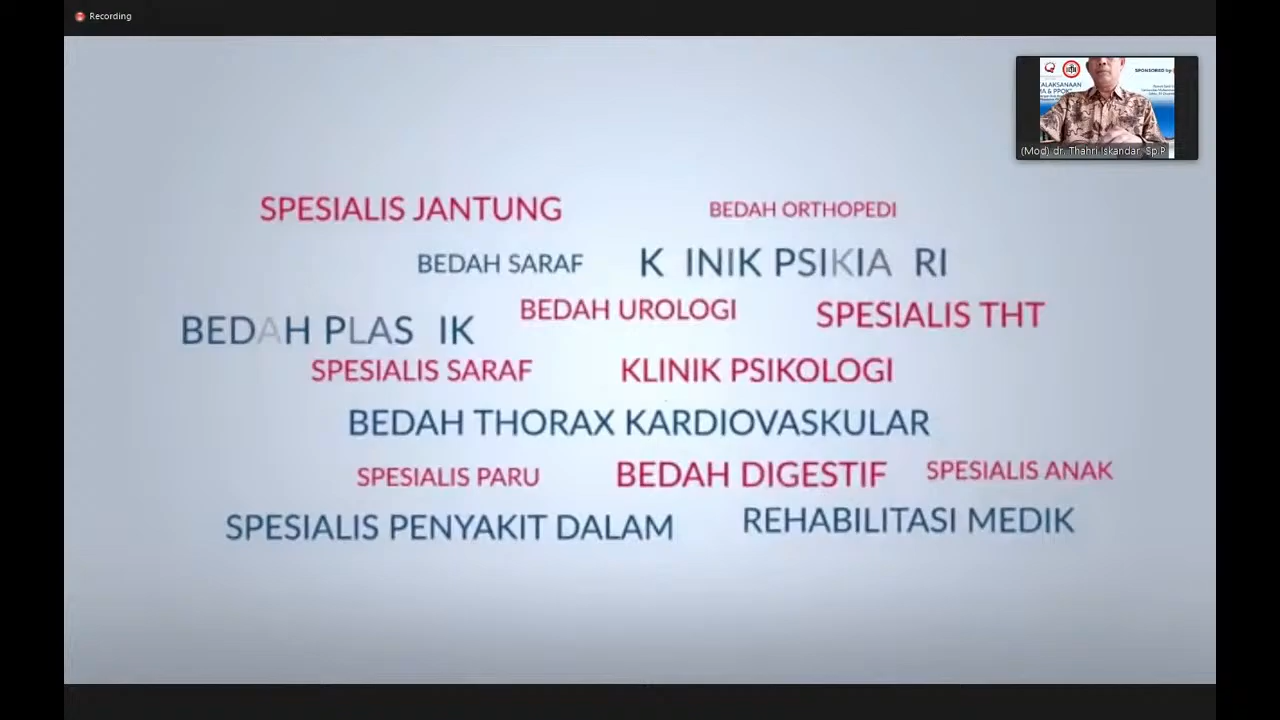 Recording
SPONSORED by
(Mod) dr. Thahri Iskandar Sp.P
SPESIALIS JANTUNG
BEDAH ORTHOPEDI
BEDAH SARAF
K INIK PSIKIA RI
BEDAH UROLOGI
SPESIALIS THT
BEDAH PLAS IK
SPESIALIS SARAF
KLINIK PSIKOLOGI
BEDAH THORAX KARDIOVASKULAR
SPESIALIS PARU
BEDAH DIGESTIF
SPESIALIS ANAK
SPESIALIS PENYAKIT DALAM
REHABILITASI MEDIK